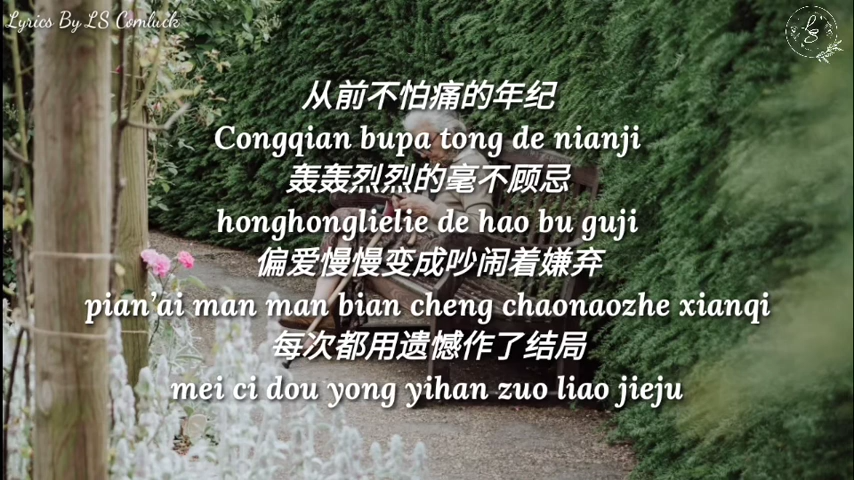 Lyrics By LS Comluck
LS
从前不怕痛的年纪
Congqian bupa tong de nianji
轰轰烈烈的毫不顾忌
honghonglielie de hao bu guji
偏爱慢慢变成吵闹着嫌弃
pian'ai man man bian cheng chaonaozhe xianqi
每次都用遗憾作了结局
mei ci dou yong yihan zuo liao jieju